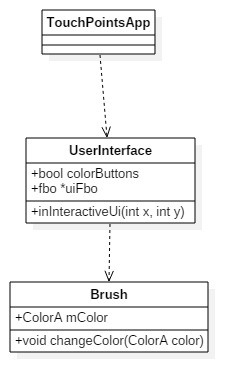 TouchPointsApp
UserInterface
+bool colorButtons
+fbo *uiFbo
+inInteractiveUi(int x, int y)
Brush
+ColorA mColor
+void changeColor(ColorA color)